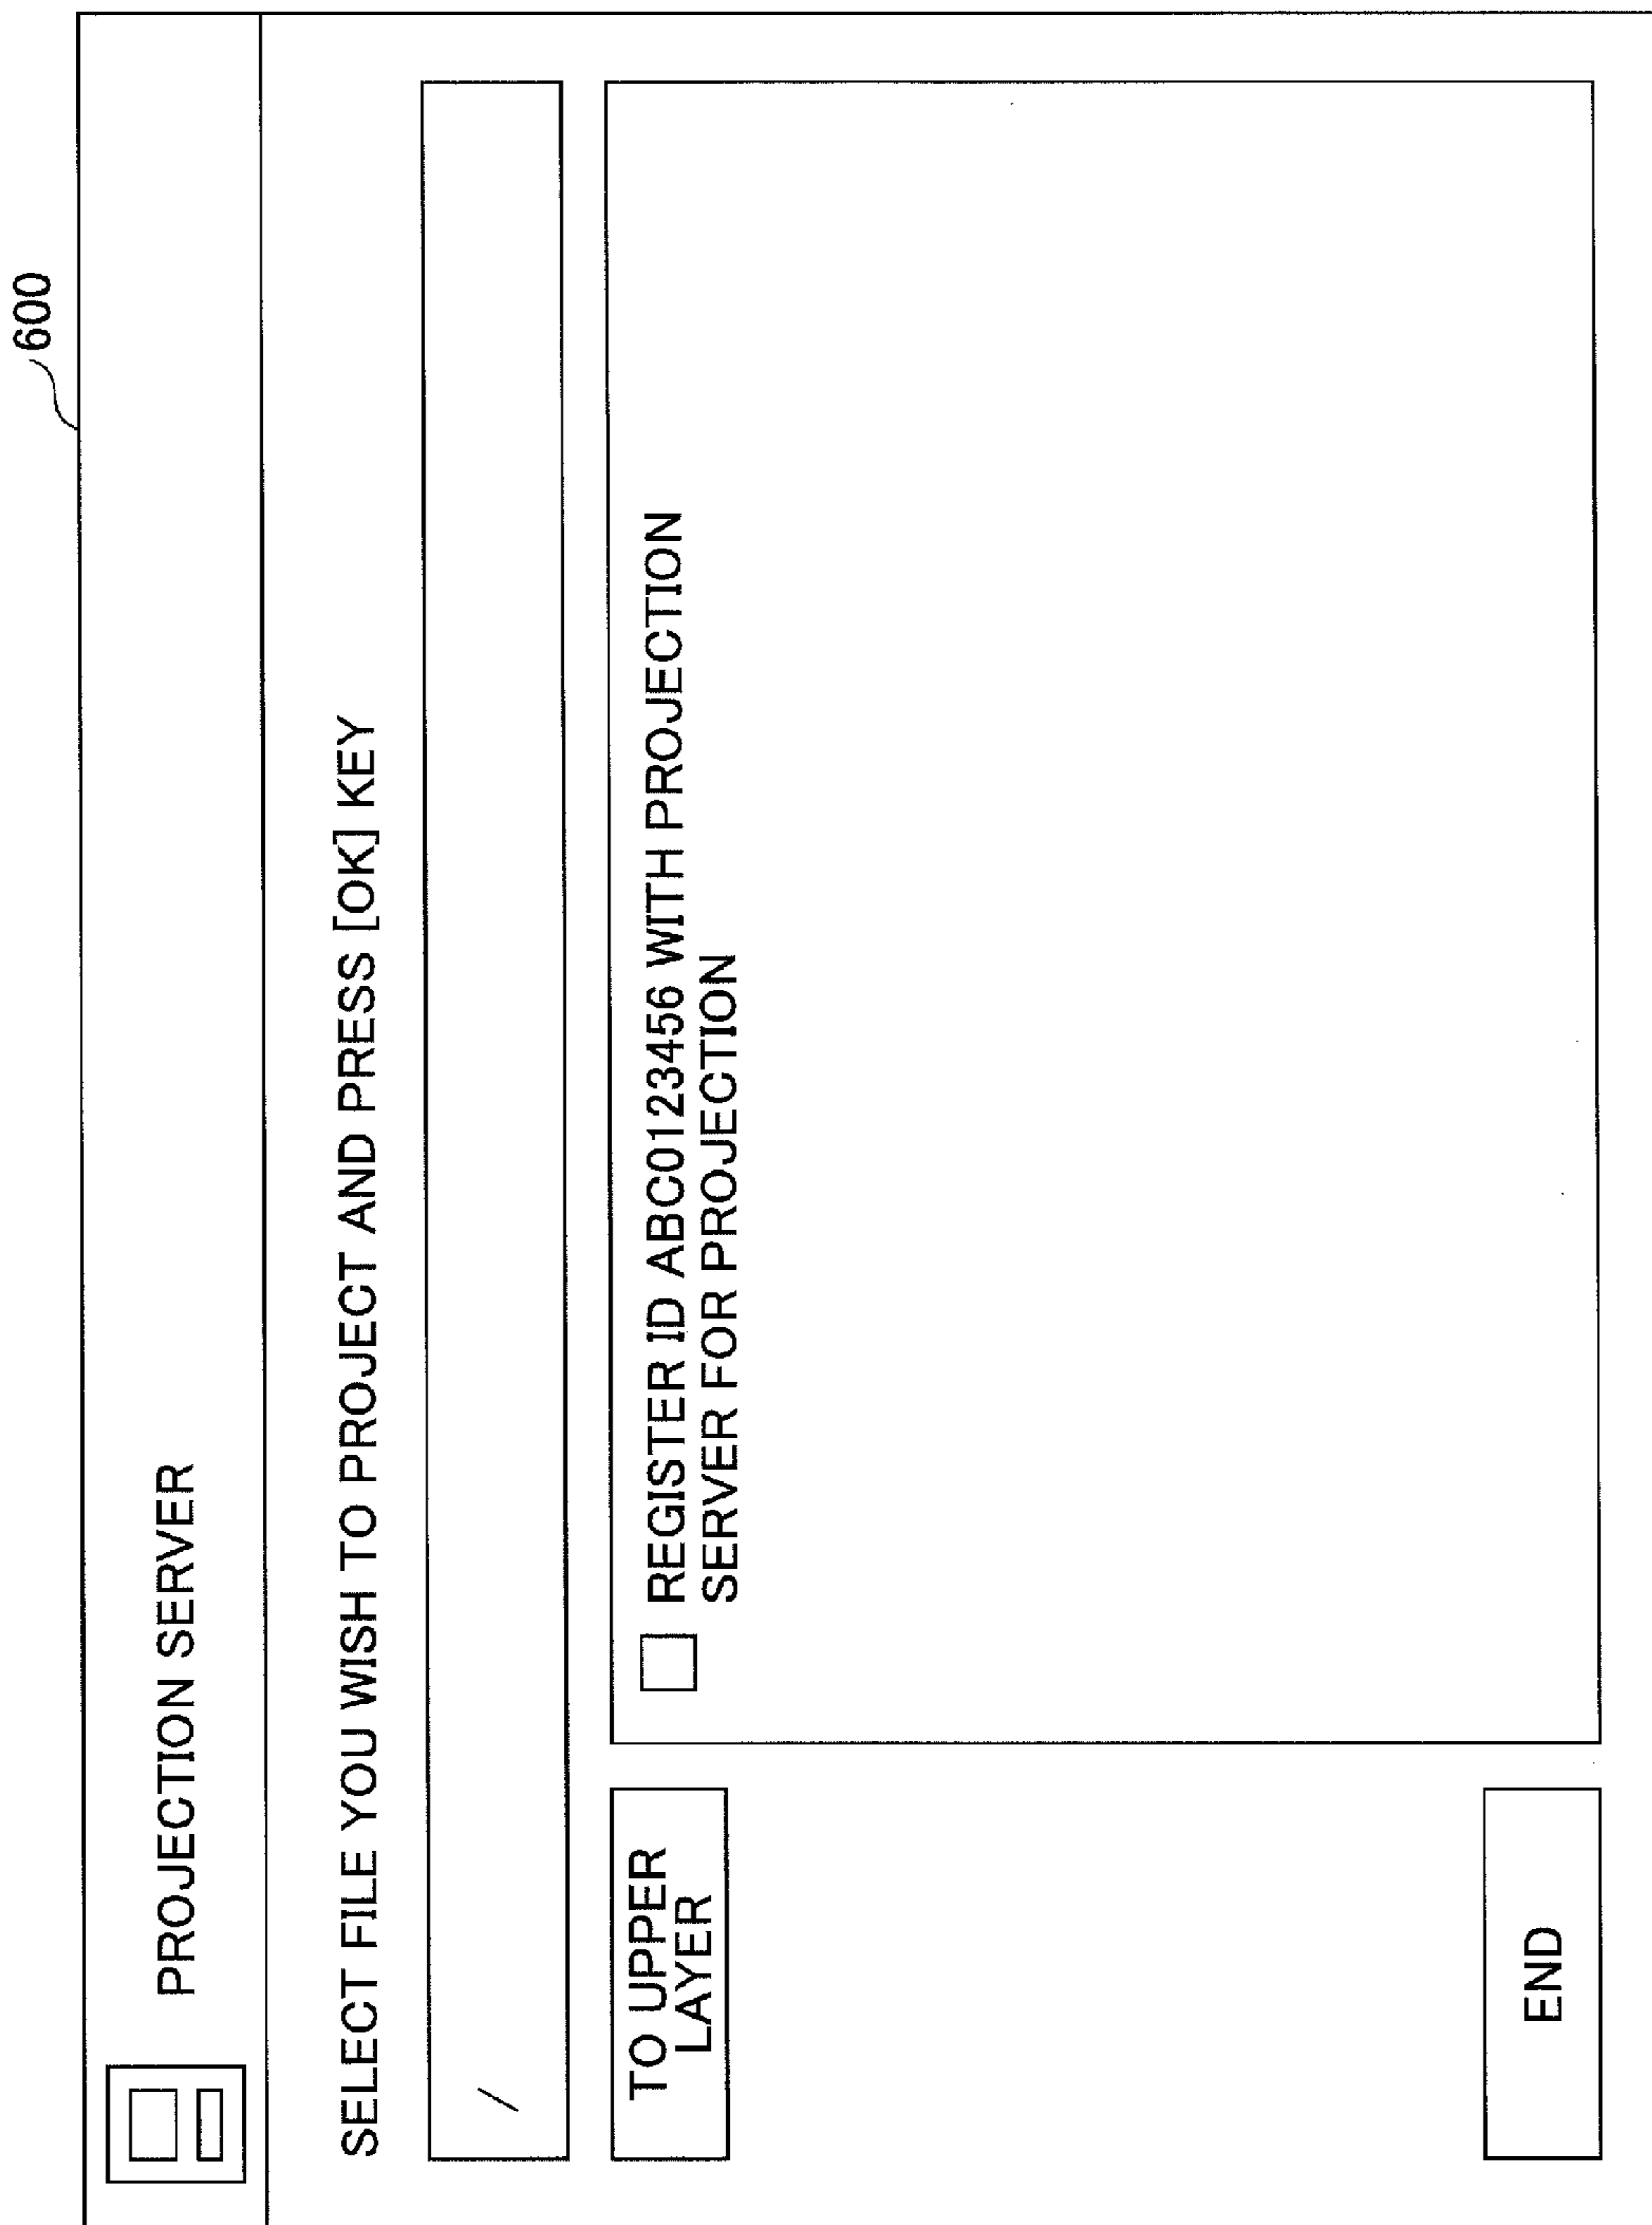 600
PROJECTION SERVER
SELECT FILE YOU WISH TO PROJECT AND PRESS [OK] KEY
/
TO UPPER
LAYER
REGISTER ID ABC0123456 WITH PROJECTION
SERVER FOR PROJECTION
END